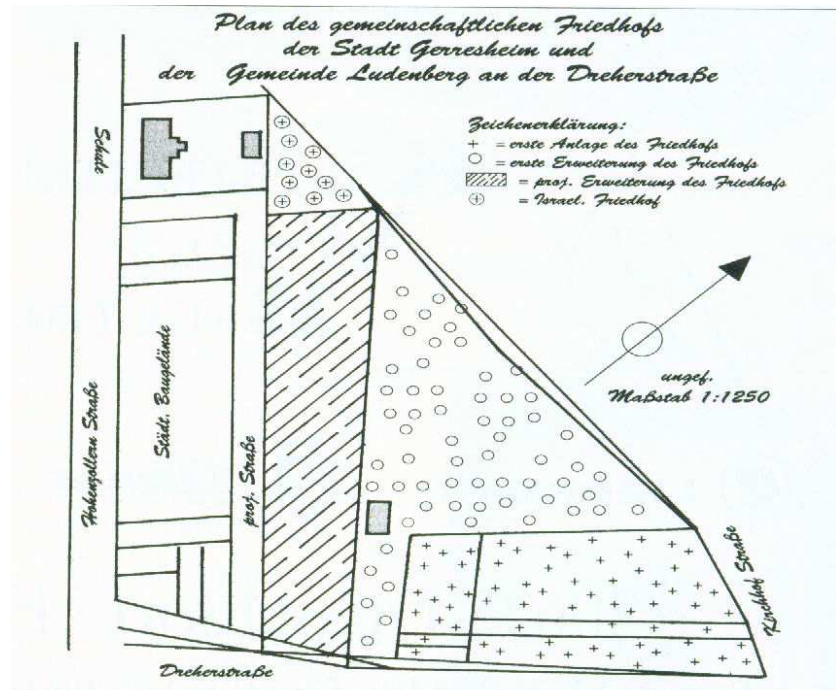 Plan des gemeinschaftlichen Friedhofs
der Stadt Gerresheim und
der Gemeinde Ludenberg an der Dreherstraße
Zeichenerklärung:
+ = erste Anlage des Friedhofs
○ = erste Erweiterung des Friedhofs
= proj. Erweiterung des Friedhofs
⊕ = Israel. Friedhof
Schule
ungef.
Maßstab 1:1250
Städt. Baugelände
Hohenzollern Straße
proj. Straße
Kirchhof Straße
Dreherstraße